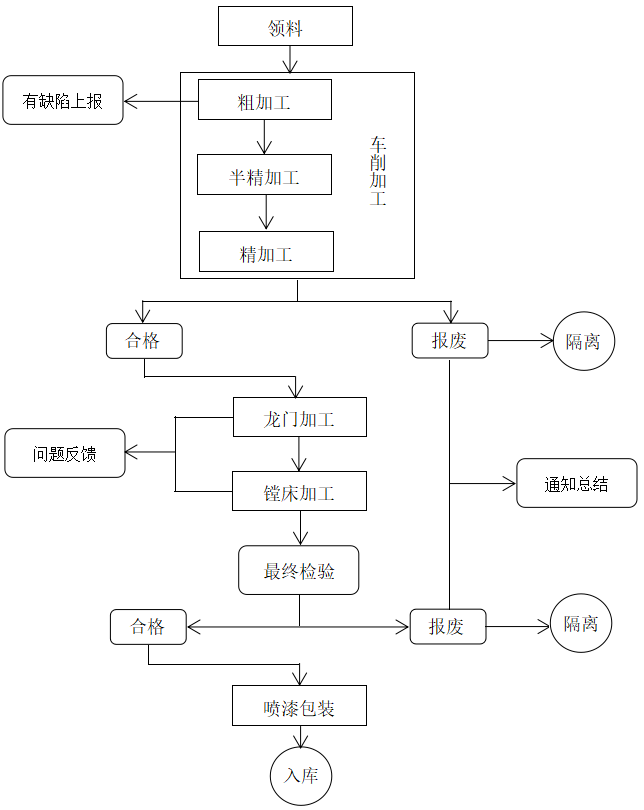 领料
有缺陷上报
粗加工
车削加工
半精加工
精加工
合格
报废
隔离
龙门加工
问题反馈
镗床加工
通知总结
最终检验
合格
报废
隔离
喷漆包装
入库